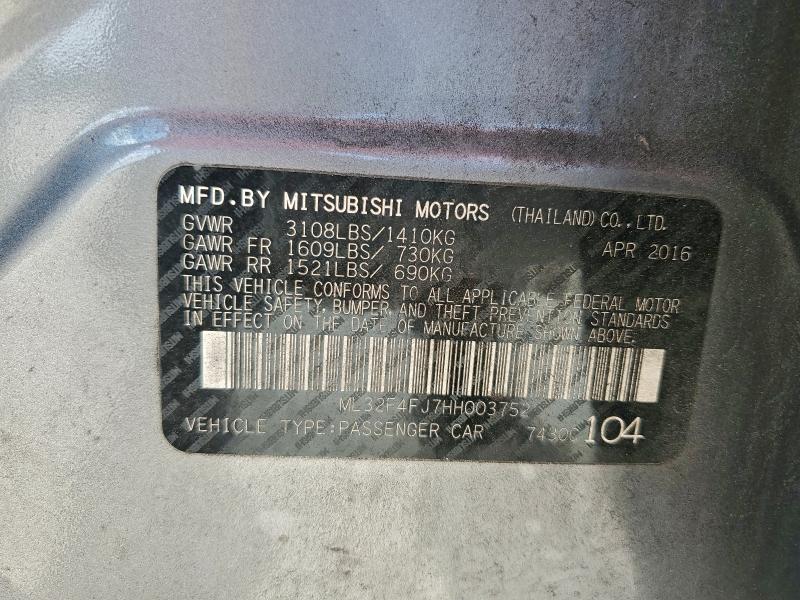 MFD.BY MITSUBISHI MOTORS (THAILAND) CO., LTD.
GVWR 3108LBS/1410KG APR 2016
GAWR FR 1609LBS/ 730KG
GAWR RR 1521LBS/ 690KG
THIS VEHICLE CONFORMS TO ALL APPLICABLE FEDERAL MOTOR
VEHICLE SAFETY, BUMPER, AND THEFT PREVENTION STANDARDS
IN EFFECT ON THE DATE OF MANUFACTURE SHOWN ABOVE.
ML32F4FJ7HH003752
VEHICLE TYPE:PASSENGER CAR 7430C104